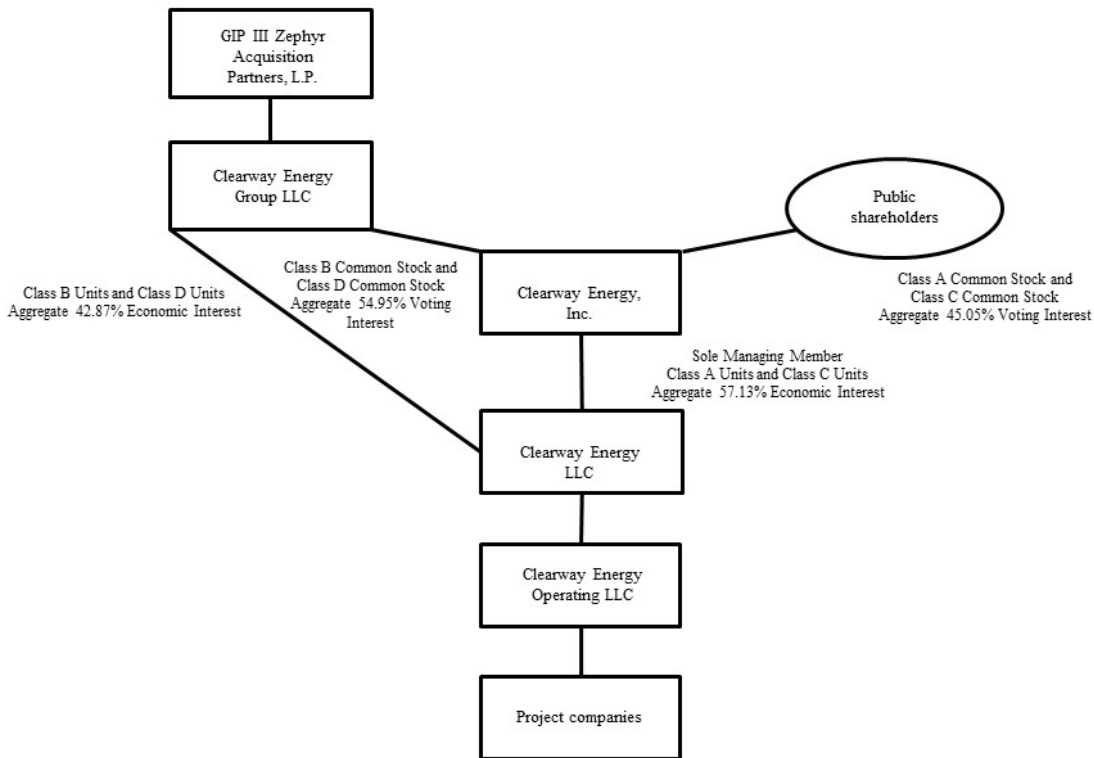 GIP III Zephyr
Acquisition
Partners, L.P.
Clearway Energy
Group LLC
Public
shareholders
Class B Units and Class D Units
Aggregate 42.87% Economic Interest
Class B Common Stock and
Class D Common Stock
Aggregate 54.95% Voting
Interest
Clearway Energy,
Inc.
Class A Common Stock and
Class C Common Stock
Aggregate 45.05% Voting Interest
Sole Managing Member
Class A Units and Class C Units
Aggregate 57.13% Economic Interest
Clearway Energy
LLC
Clearway Energy
Operating LLC
Project companies